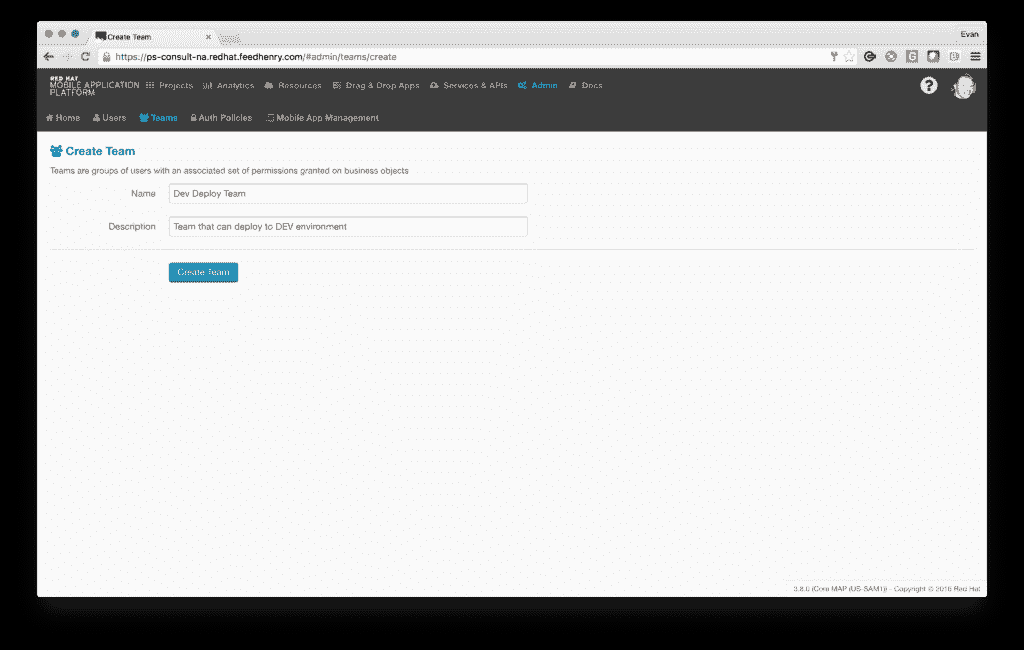 Create Team
Evan
https://ps-consult-na.redhat.feedhenry.com/#admin/teams/create
RED HAT
MOBILE APPLICATION
PLATFORM
Projects Analytics Resources Drag & Drop Apps Services & APIs Admin Docs
Home Users Teams Auth Policies Mobile App Management
Create Team
Teams are groups of users with an associated set of permissions granted on business objects
Name Dev Deploy Team
Description Team that can deploy to DEV environment
Create Team
3.8.0 (Core MAP (US-SAM1)) - Copyright © 2016 Red Hat